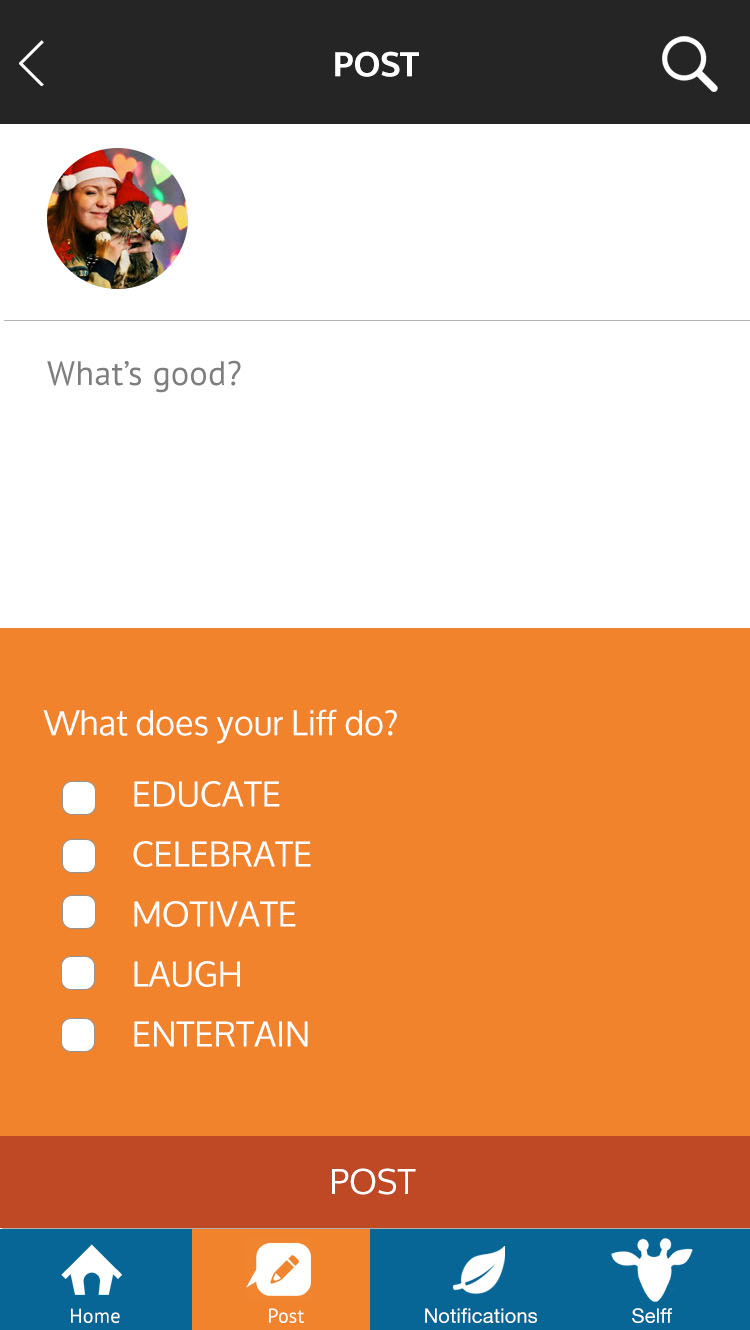 POST
What's good?
What does your Liff do?
EDUCATE
CELEBRATE
MOTIVATE
LAUGH
ENTERTAIN
POST
Home
Post
Notifications
Selff